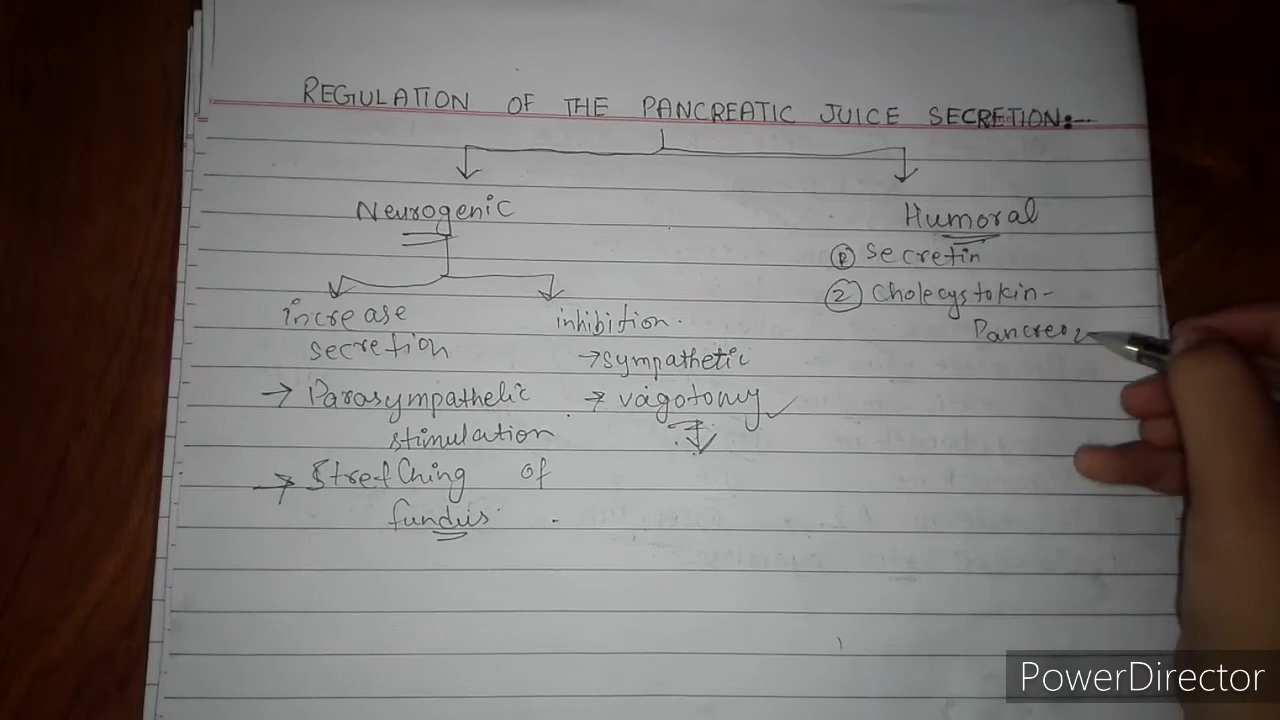 REGULATION OF THE PANCREATIC JUICE SECRETION:-
Neurogenic
increase
secretion
→ Parasympathetic
stimulation
→ Stretching of
fundus.
inhibition.
→ sympathetic
→ vagotomy ✓
Humoral
① Secretin
② Cholecystokin-
Pancreoz
PowerDirector